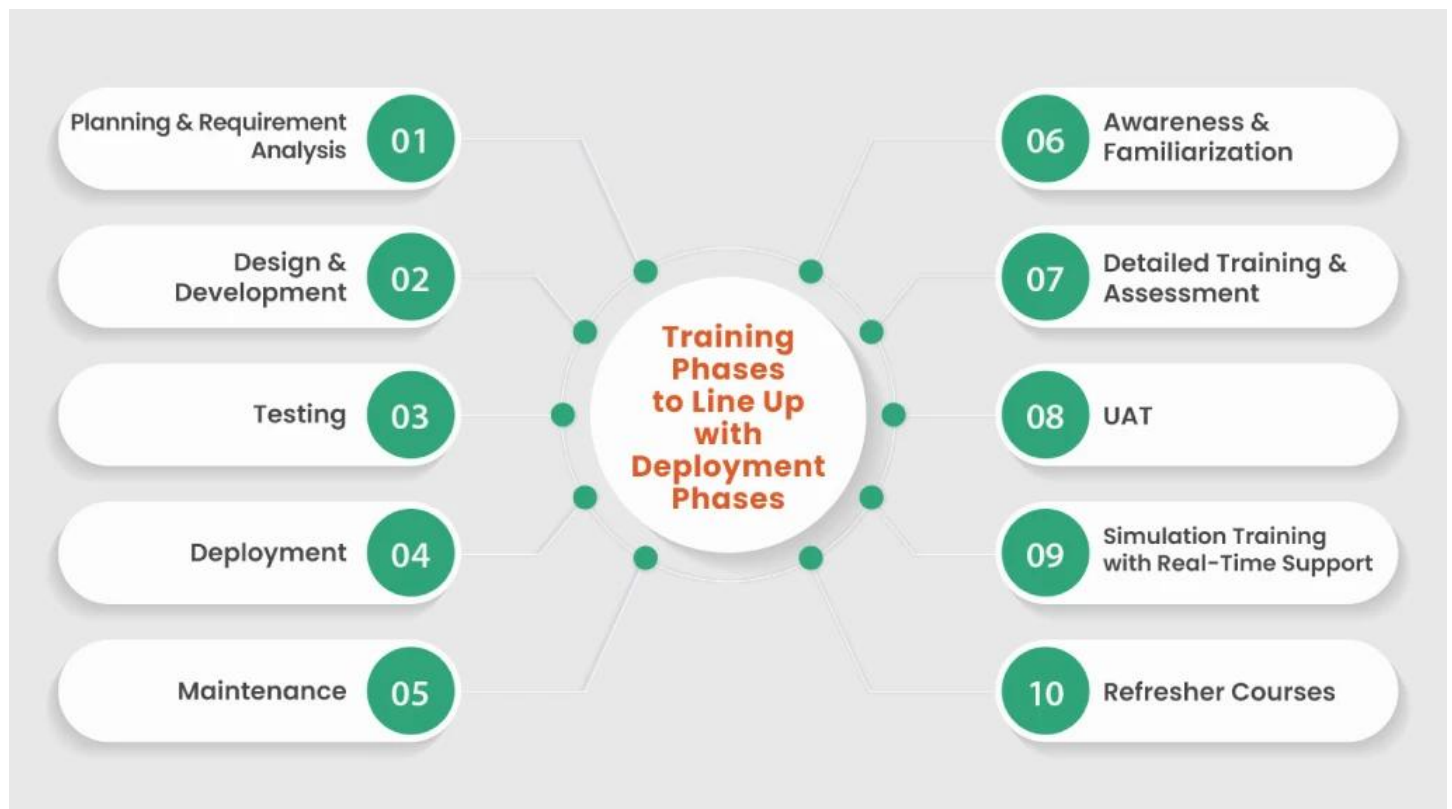 Planning & Requirement
Analysis
01
Design &
Development
02
Testing
03
Deployment
04
Maintenance
05
Training
Phases
to Line Up
with
Deployment
Phases
06
Awareness &
Familiarization
07
Detailed Training &
Assessment
08
UAT
09
Simulation Training
with Real-Time Support
10
Refresher Courses